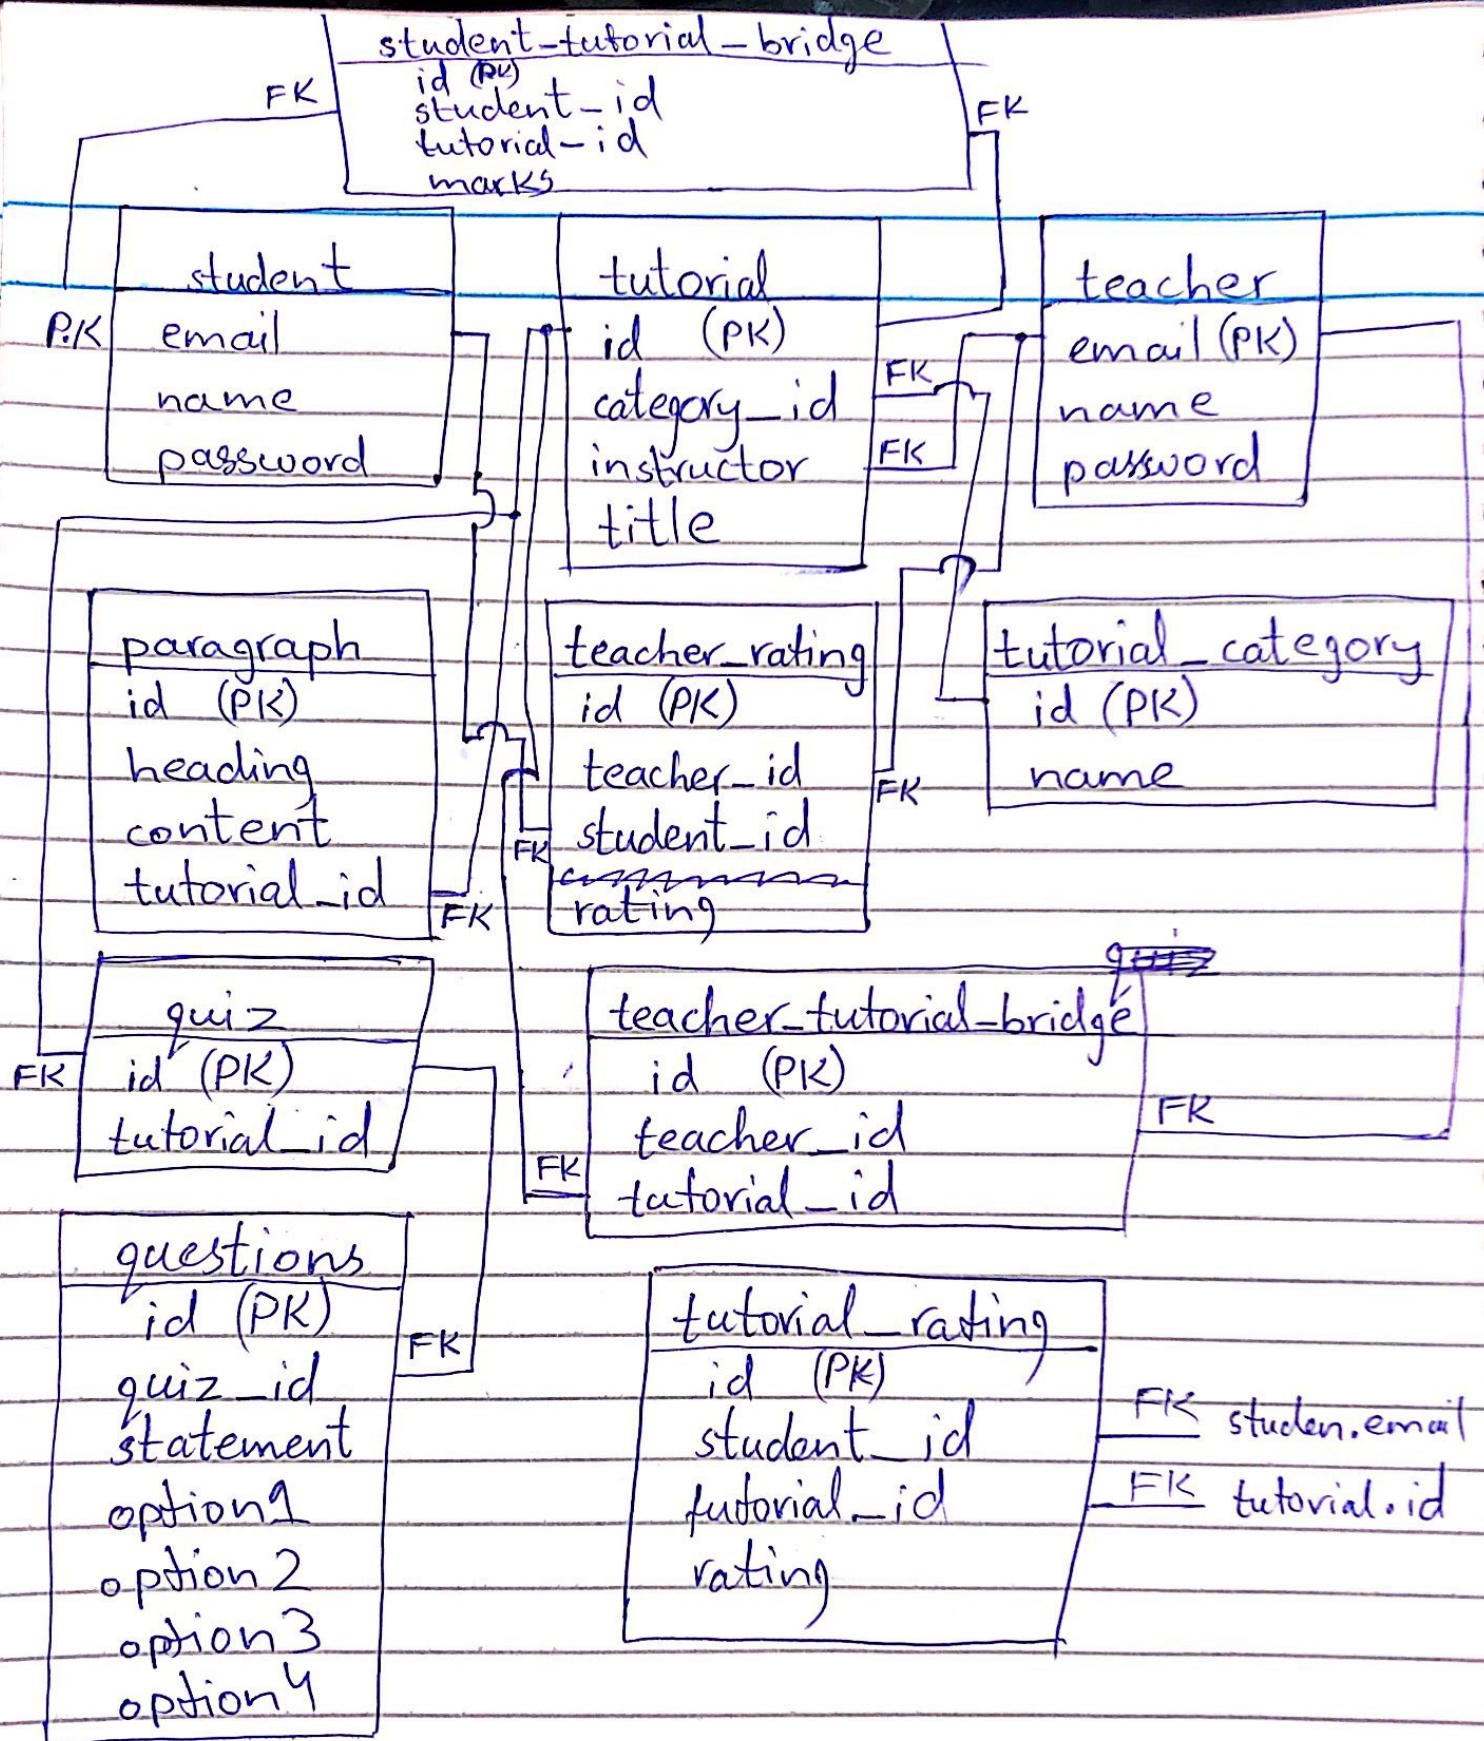 student-tutorial-bridge
id (PK)
student-id
tutorial-id
marks
FK
FK
student
P.K
email
name
password
tutorial
id (PK)
category_id
instructor
title
FK
FK
teacher
email (PK)
name
password
paragraph
id (PK)
heading
content
tutorial_id
FK
teacher_rating
id (PK)
teacher_id
student_id
rating
FK
FK
tutorial_category
id (PK)
name
quiz
id (PK)
tutorial_id
FK
teacher-tutorial-bridge
id (PK)
teacher_id
tutorial_id
FK
FK
questions
id (PK)
quiz_id
statement
option1
option2
option3
option4
FK
tutorial_rating
id (PK)
student_id
tutorial_id
rating
FK studen.email
FK tutorial.id